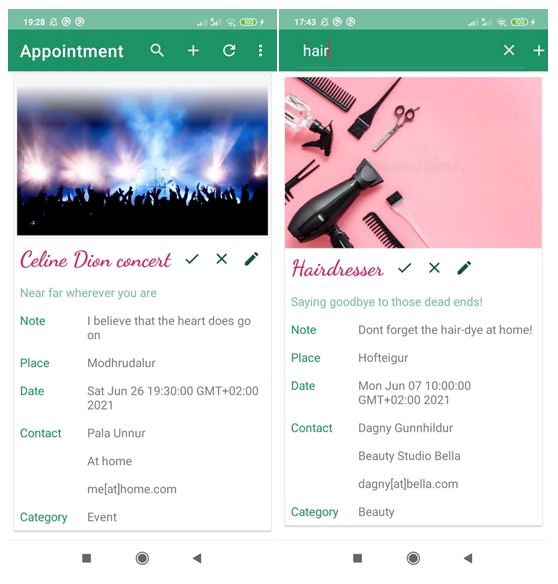 19:28
100
Appointment
Celine Dion concert
Near far wherever you are
Note I believe that the heart does go
on
Place Modhrudalur
Date Sat Jun 26 19:30:00 GMT+02:00
2021
Contact Pala Unnur
At home
me[at]home.com
Category Event
17:43
100
hair
Hairdresser
Saying goodbye to those dead ends!
Note Dont forget the hair-dye at home!
Place Hofteigur
Date Mon Jun 07 10:00:00
GMT+02:00 2021
Contact Dagny Gunnhildur
Beauty Studio Bella
dagny[at]bella.com
Category Beauty